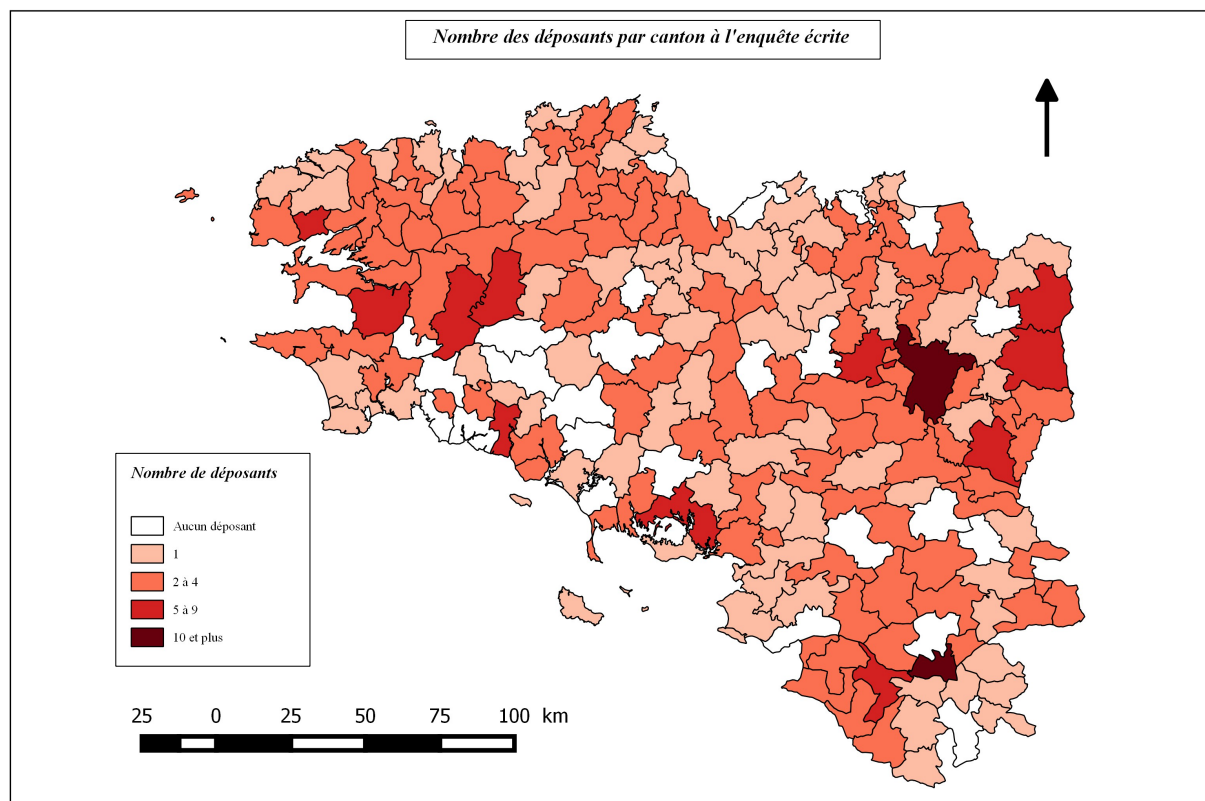 Nombre des déposants par canton à l'enquête écrite
Nombre de déposants
Aucun déposant
1
2 à 4
5 à 9
10 et plus
25 0 25 50 75 100 km